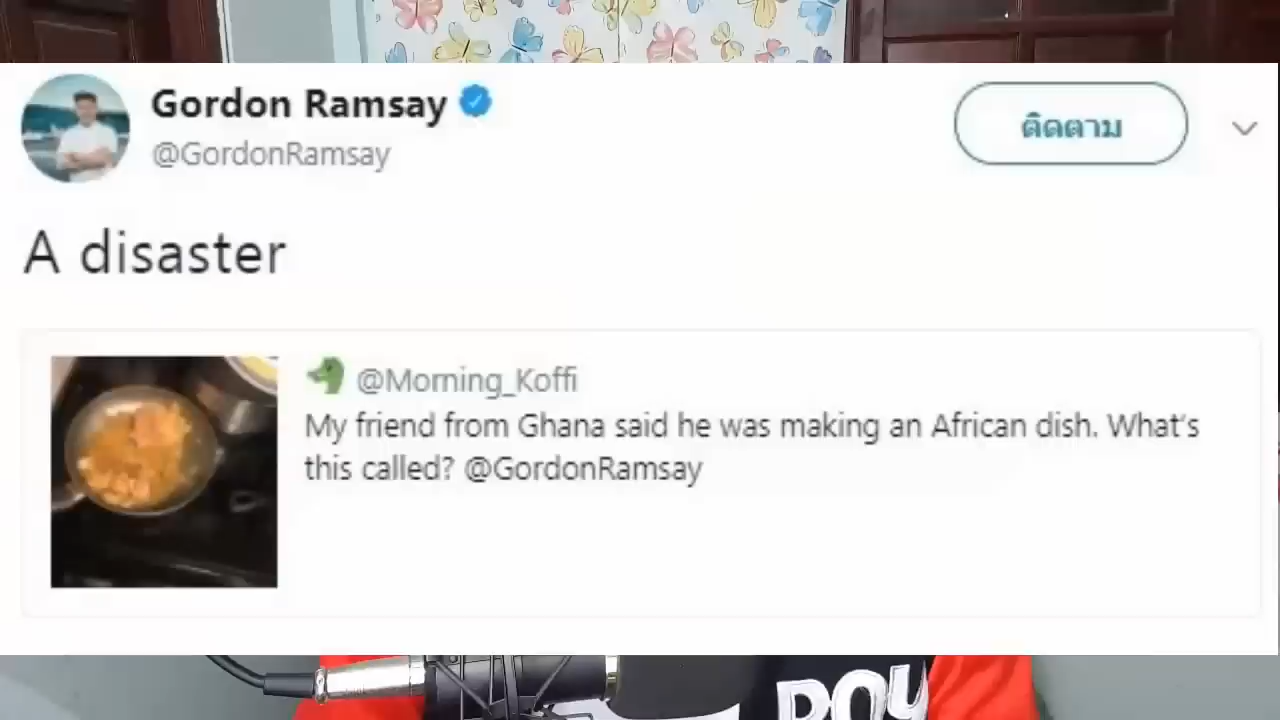 Gordon Ramsay
@GordonRamsay
ติดตาม
A disaster
@Morning_Koffi
My friend from Ghana said he was making an African dish. What's
this called? @GordonRamsay
ROY